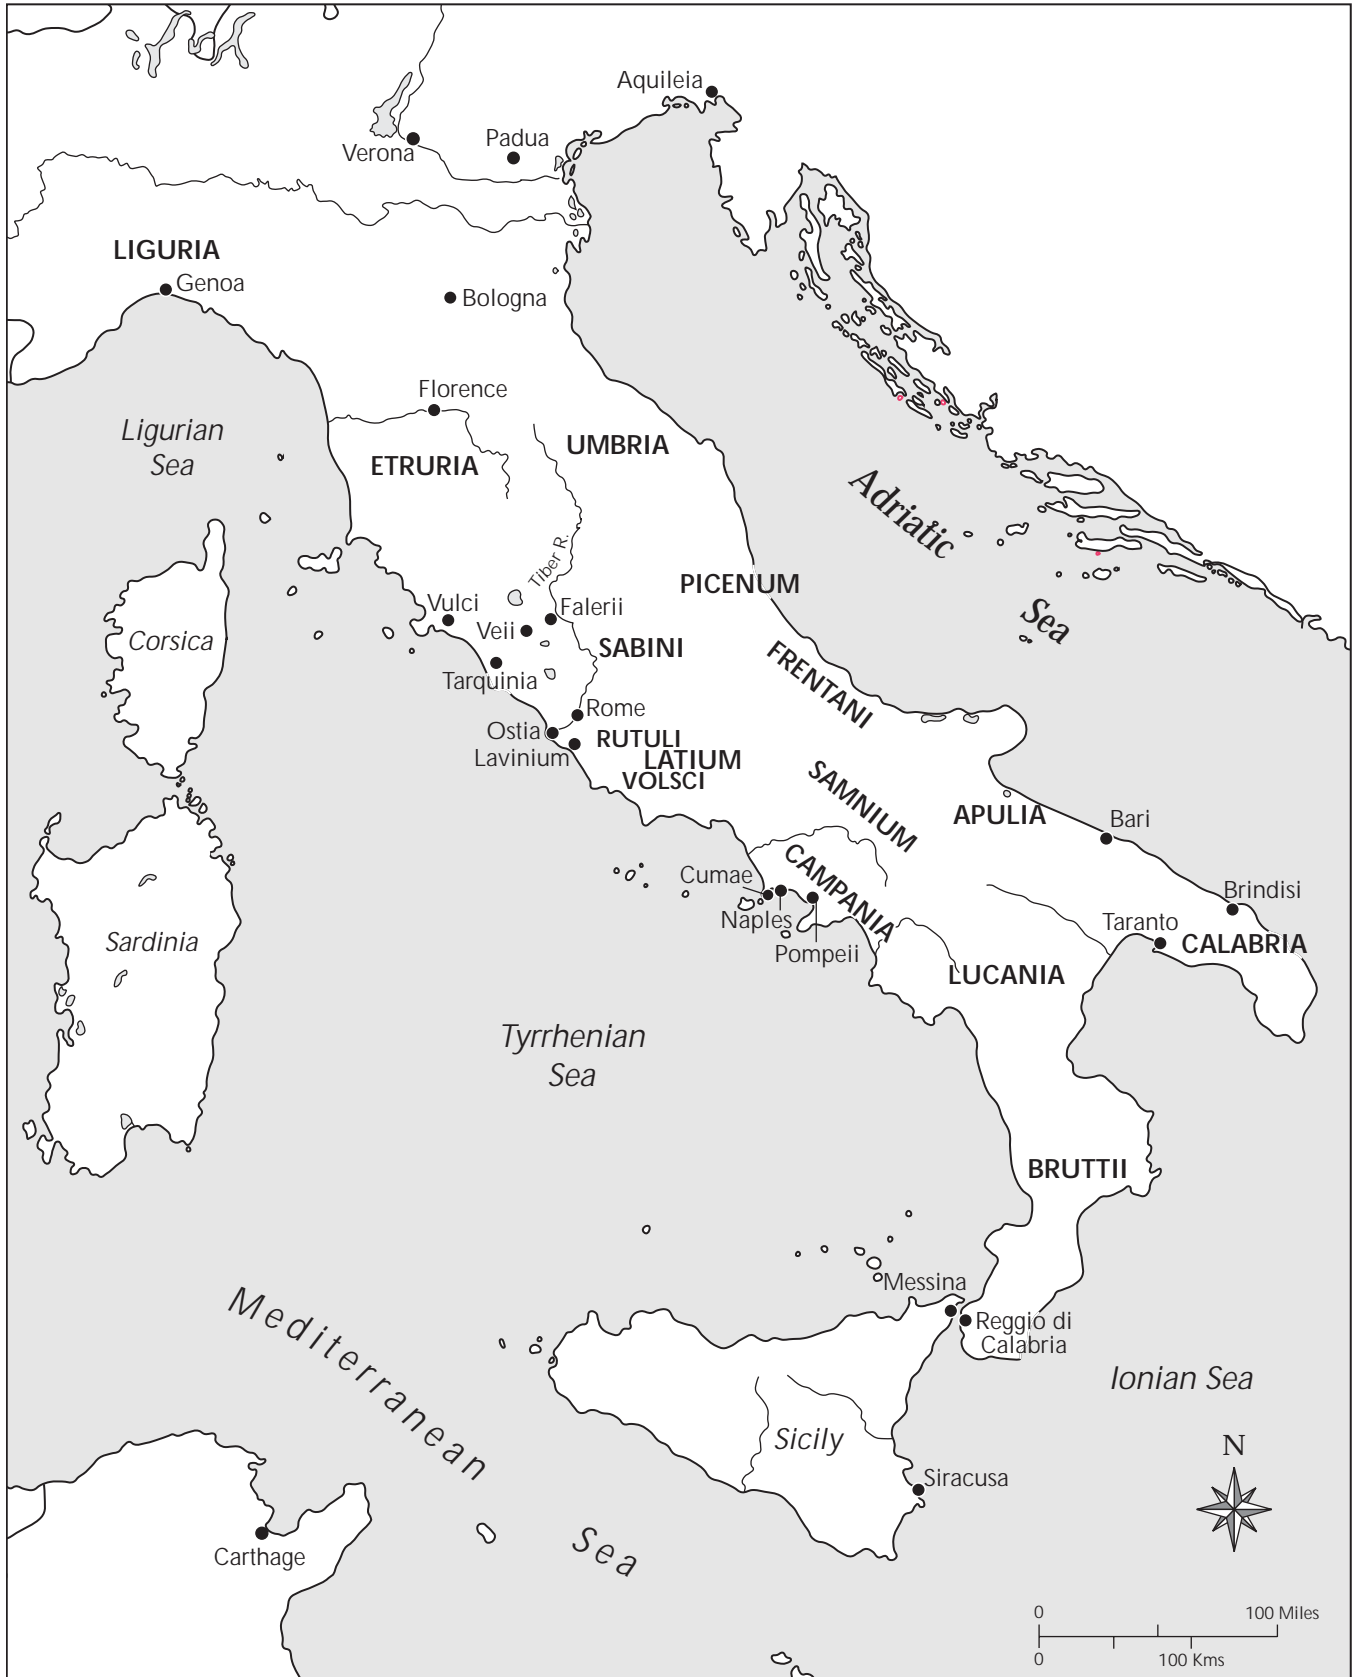 Aquileia
Padua
Verona
LIGURIA
Genoa
Bologna
Florence
Ligurian
Sea
UMBRIA
ETRURIA
Adriatic
Sea
Tiber R.
PICENUM
Vulci
Falerii
Veii
Corsica
SABINI
FRENTANI
Tarquinia
Rome
Ostia
RUTULI
Lavinium
LATIUM
VOLSCI
SAMNIUM
APULIA
Bari
CAMPANIA
Cumae
Brindisi
Naples
Taranto
Sardinia
CALABRIA
Pompeii
LUCANIA
Tyrrhenian
Sea
BRUTTII
Messina
Mediterranean
Sea
Reggio di
Calabria
Ionian Sea
Sicily
N
Siracusa
Carthage
0 100 Miles
0 100 Kms